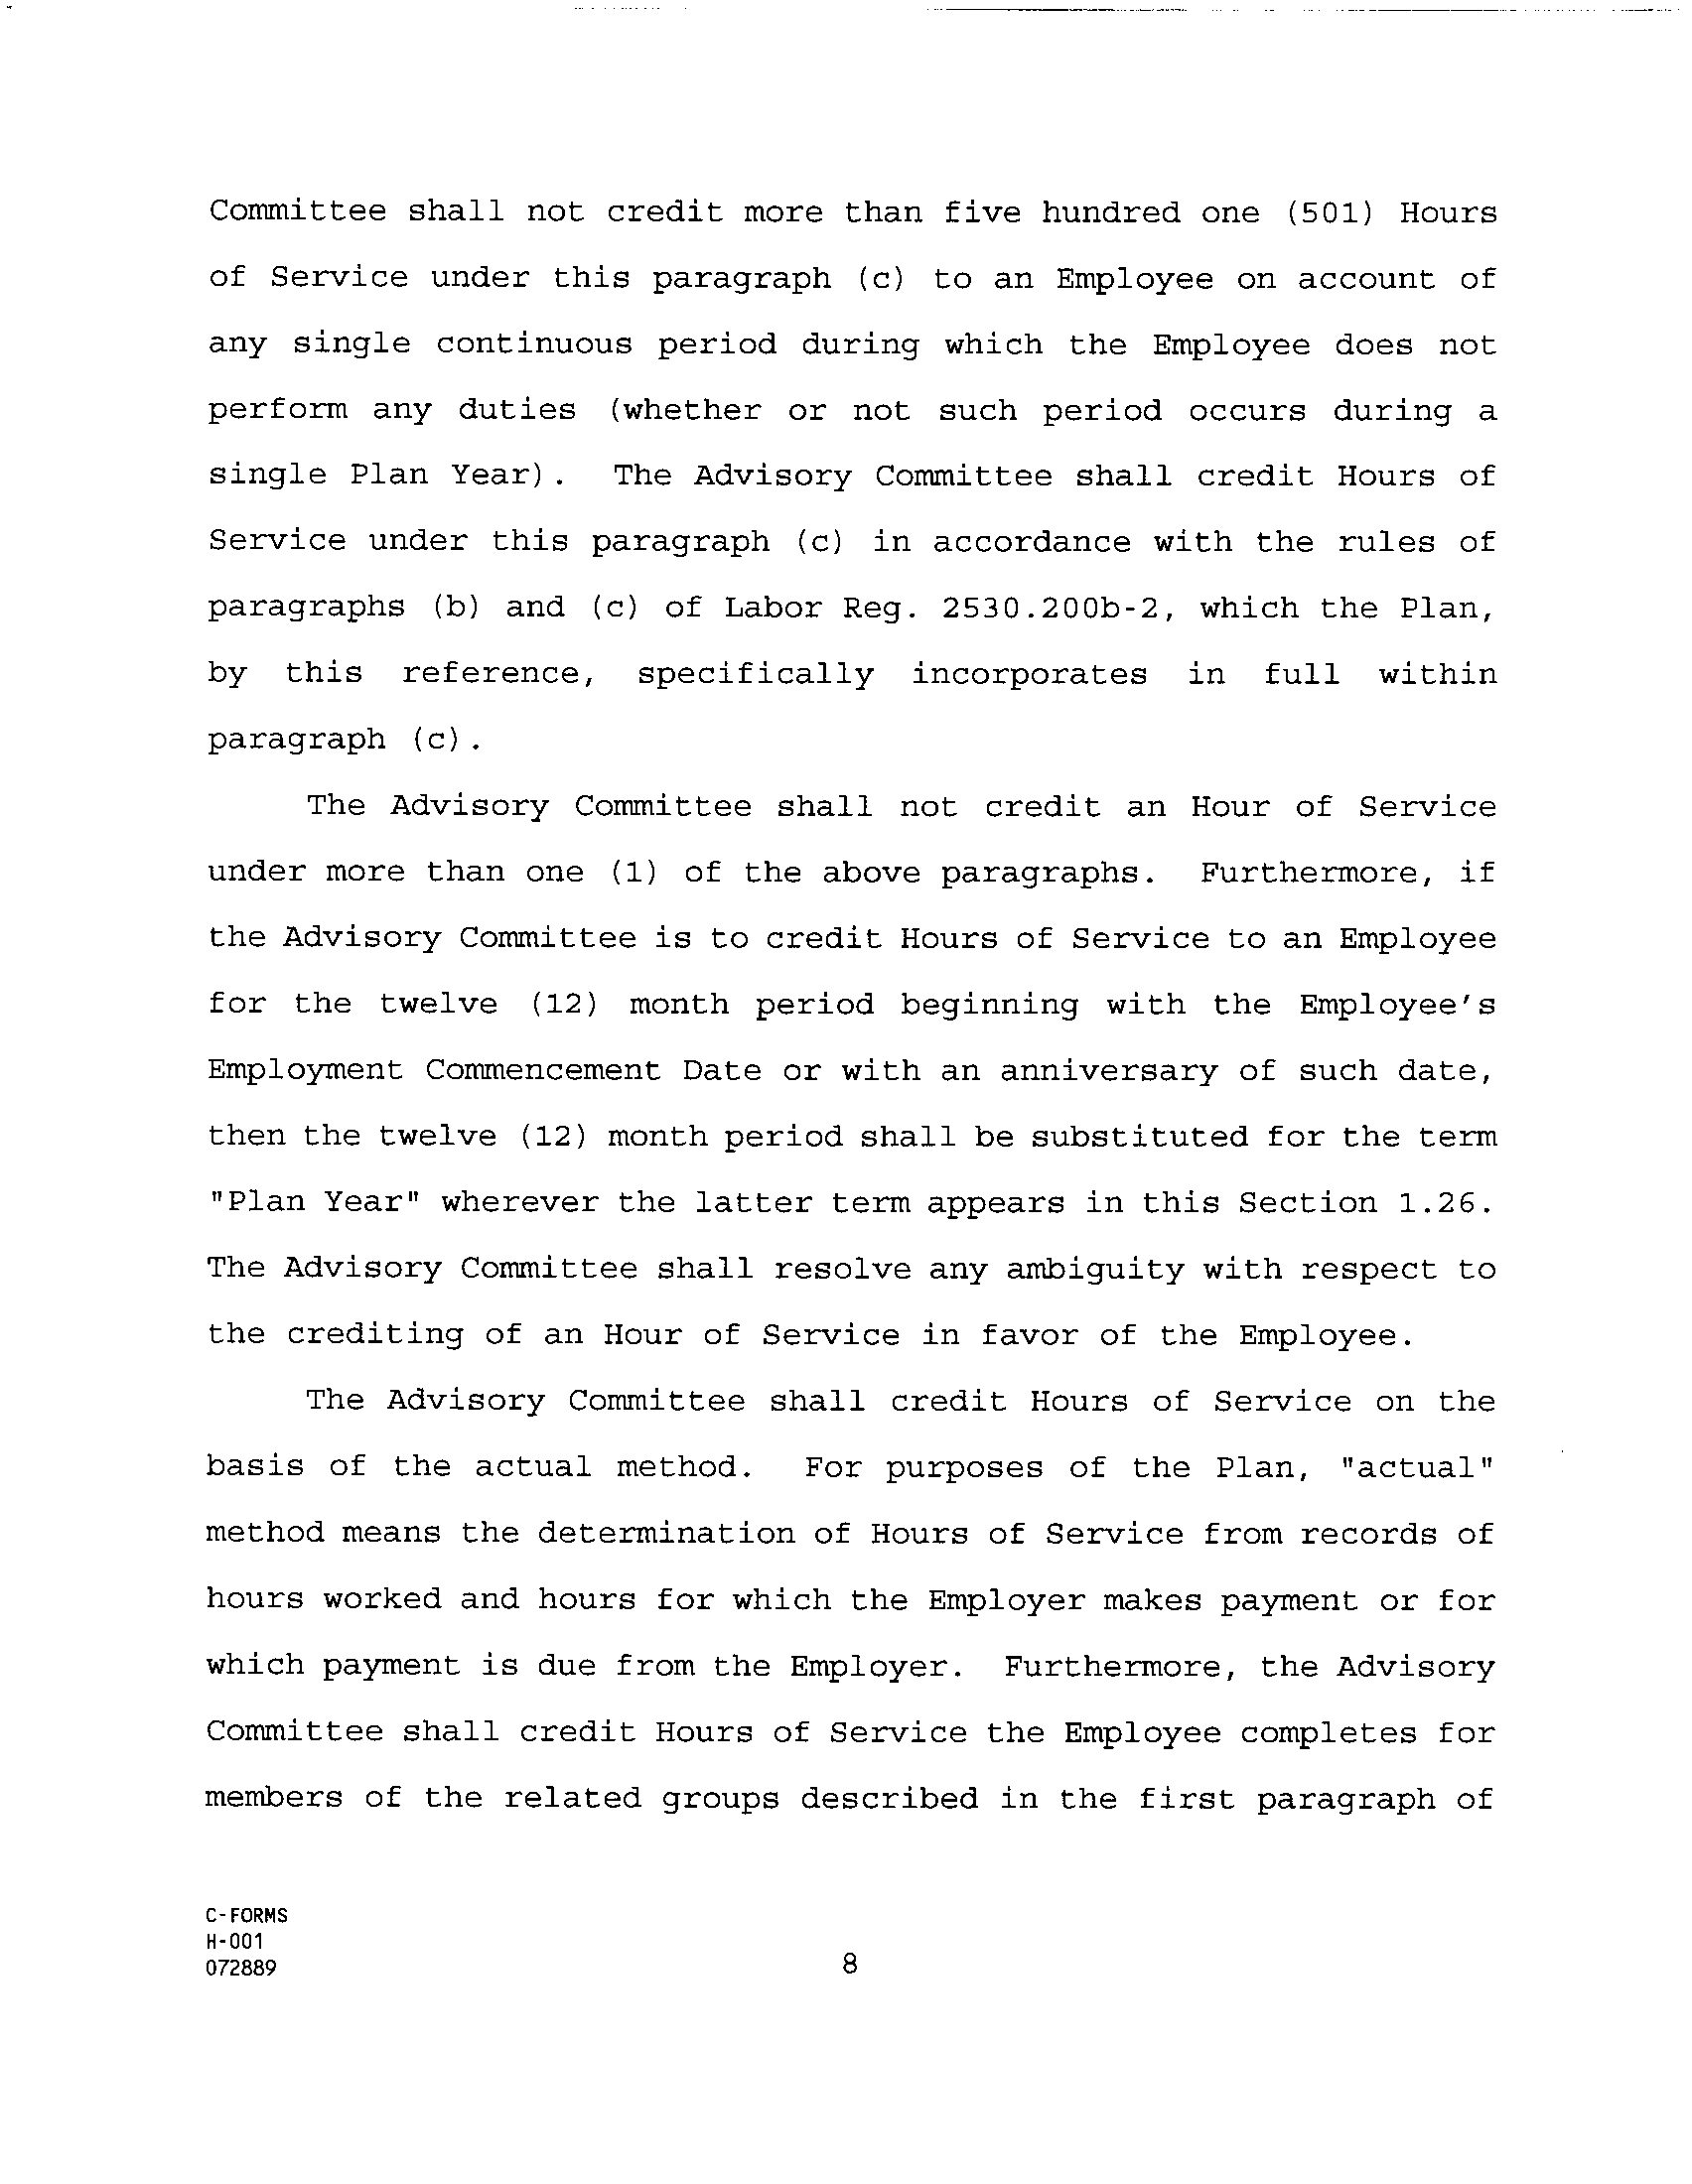 Committee shall not credit more than five hundred one (501) Hours
of Service under this paragraph (c) to an Employee on account of
any single continuous period during which the Employee does not
perform any duties (whether or not such period occurs during a
single Plan Year). The Advisory Committee shall credit Hours of
Service under this paragraph (c) in accordance with the rules of
paragraphs (b) and (c) of Labor Reg. 2530.200b-2, which the Plan,
by this reference, specifically incorporates in full within
paragraph (c).
The Advisory Committee shall not credit an Hour of Service
under more than one (1) of the above paragraphs. Furthermore, if
the Advisory Committee is to credit Hours of Service to an Employee
for the twelve (12) month period beginning with the Employee's
Employment Commencement Date or with an anniversary of such date,
then the twelve (12) month period shall be substituted for the term
"Plan Year" wherever the latter term appears in this Section 1.26.
The Advisory Committee shall resolve any ambiguity with respect to
the crediting of an Hour of Service in favor of the Employee.
The Advisory Committee shall credit Hours of Service on the
basis of the actual method. For purposes of the Plan, "actual"
method means the determination of Hours of Service from records of
hours worked and hours for which the Employer makes payment or for
which payment is due from the Employer. Furthermore, the Advisory
Committee shall credit Hours of Service the Employee completes for
members of the related groups described in the first paragraph of
C-FORMS
H-001
072889
8